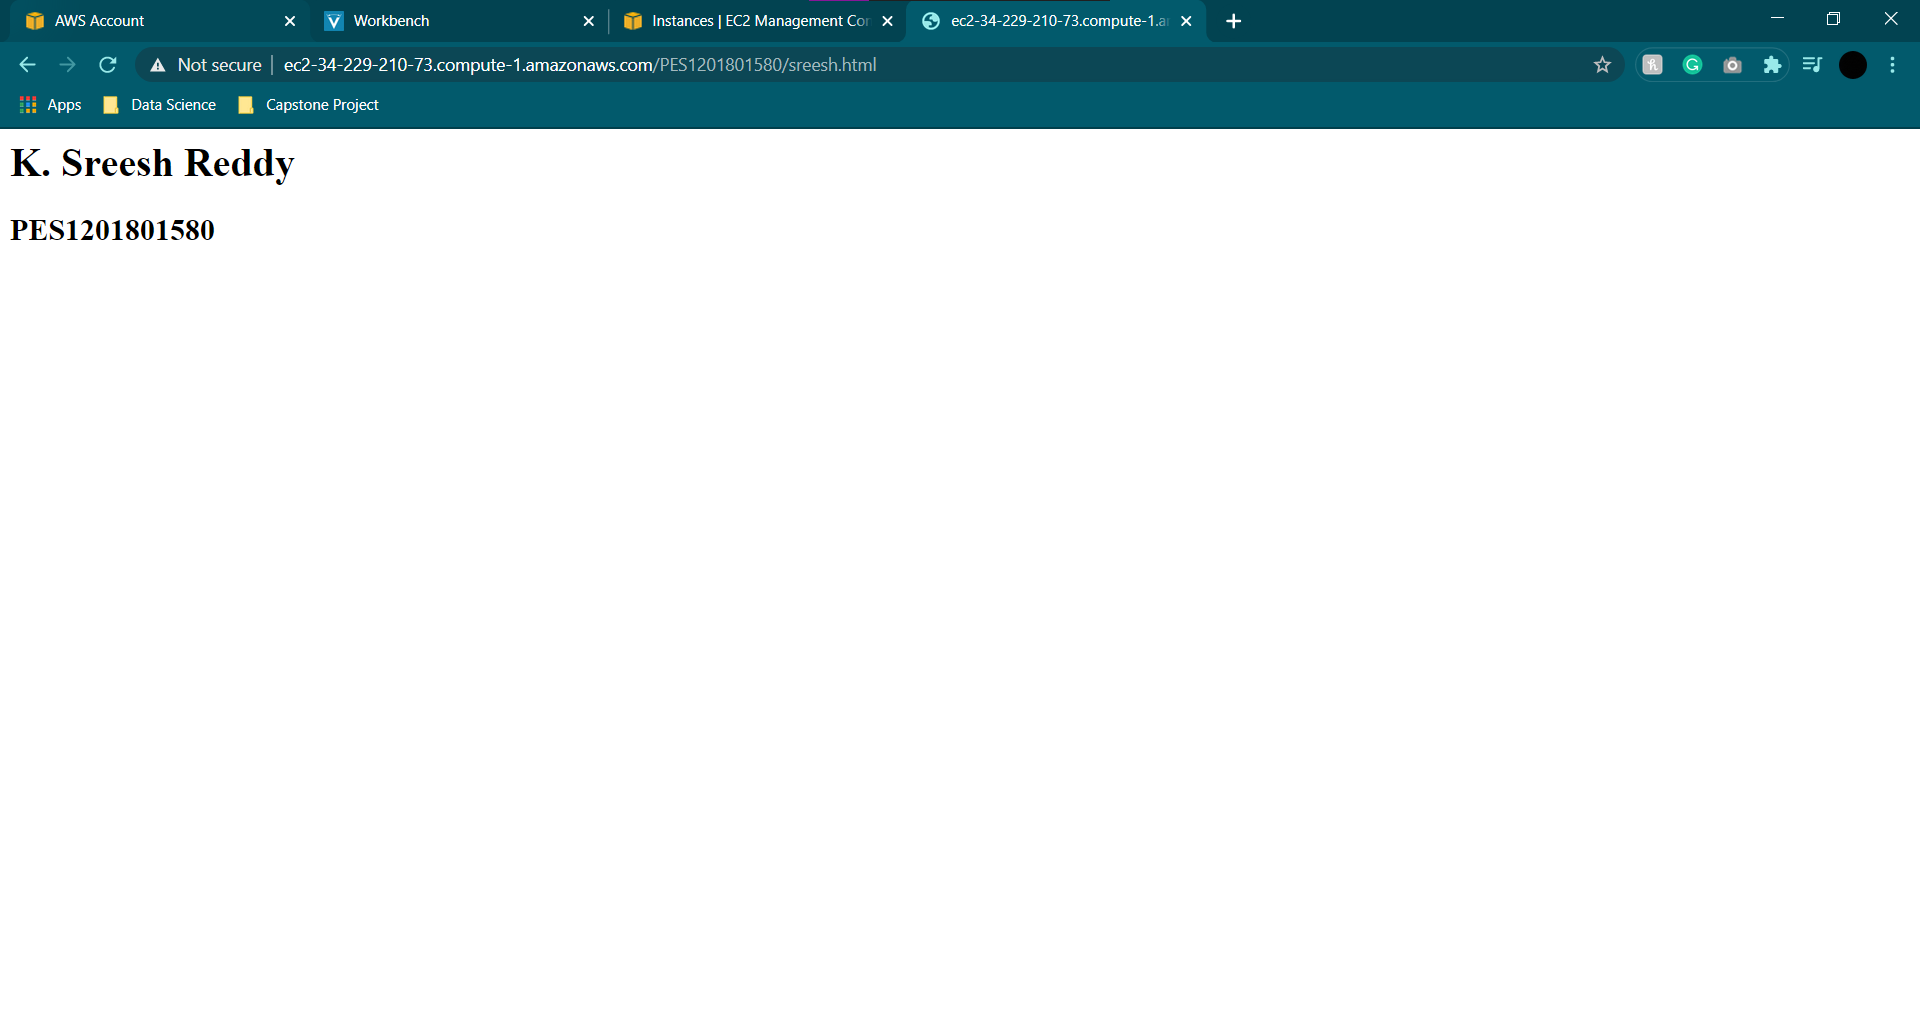 AWS Account
Workbench
Instances | EC2 Management Con
ec2-34-229-210-73.compute-1.a
Not secure | ec2-34-229-210-73.compute-1.amazonaws.com/PES1201801580/sreesh.html
Apps
Data Science
Capstone Project
K. Sreesh Reddy
PES1201801580